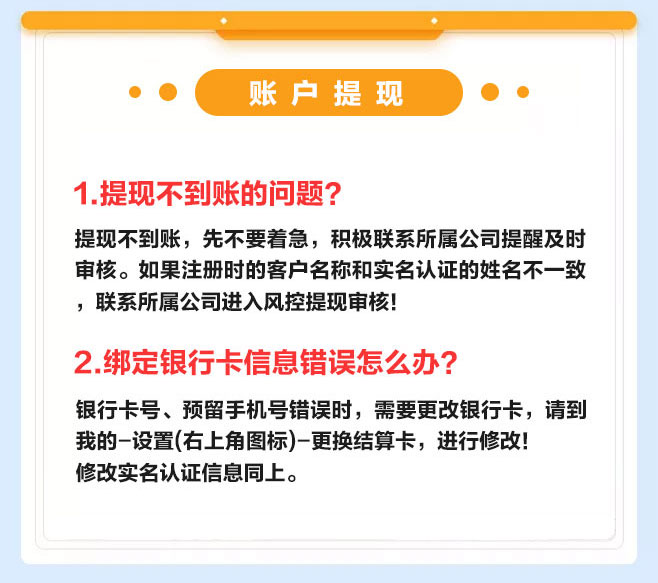 账户提现
1.提现不到账的问题?
提现不到账，先不要着急，积极联系所属公司提醒及时
审核。如果注册时的客户名称和实名认证的姓名不一致
，联系所属公司进入风控提现审核!
2.绑定银行卡信息错误怎么办?
银行卡号、预留手机号错误时，需要更改银行卡，请到
我的-设置(右上角图标)-更换结算卡，进行修改!
修改实名认证信息同上。